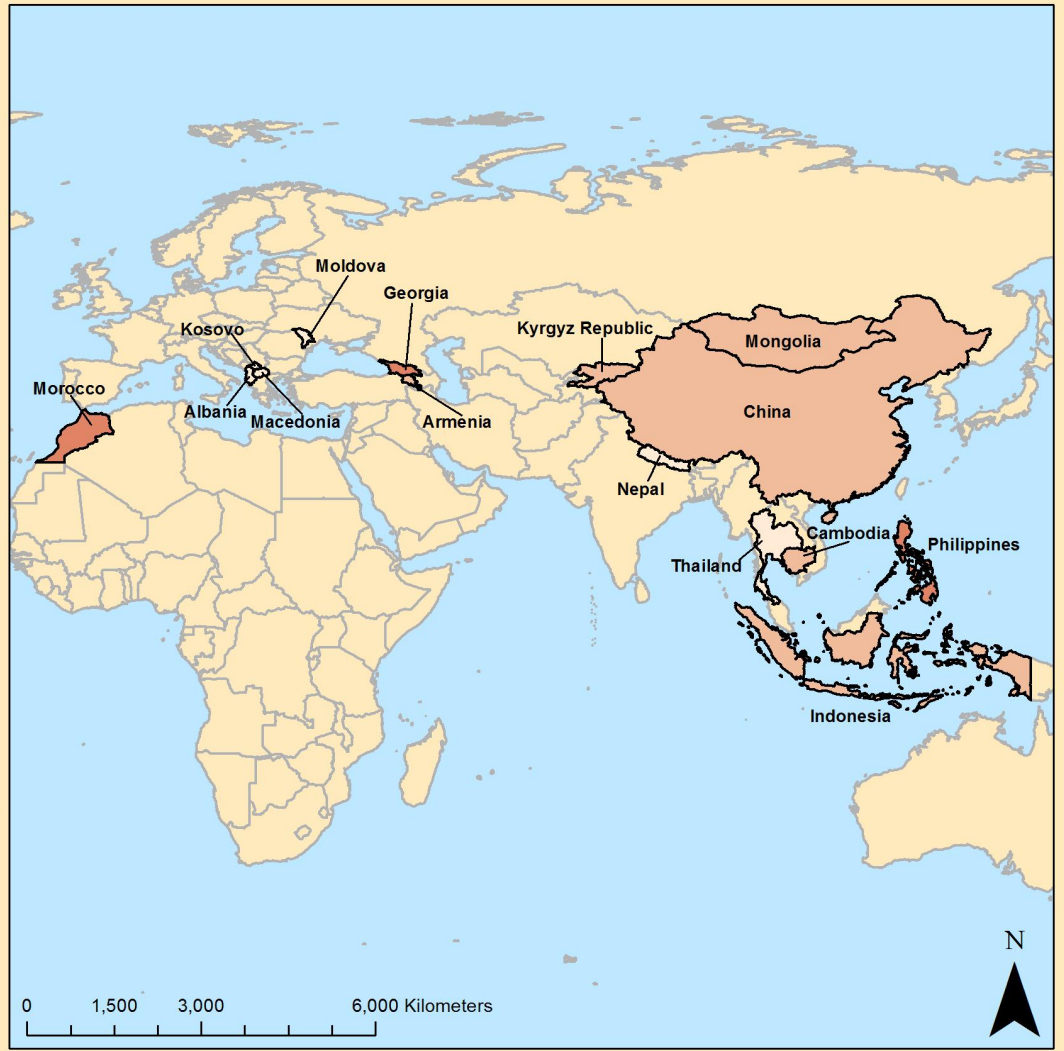 Moldova
Georgia
Kosovo
Kyrgyz Republic
Mongolia
Morocco
Albania
Macedonia
Armenia
China
Nepal
Cambodia
Philippines
Thailand
Indonesia
N
0 1,500 3,000 6,000 Kilometers